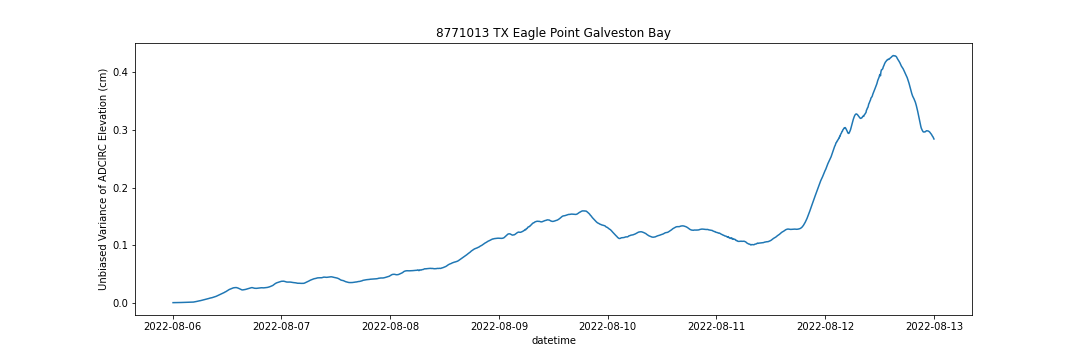 8771013 TX Eagle Point Galveston Bay
Unbiased Variance of ADCIRC Elevation (cm)
0.4
0.3
0.2
0.1
0.0
2022-08-06 2022-08-07 2022-08-08 2022-08-09 2022-08-10 2022-08-11 2022-08-12 2022-08-13
datetime